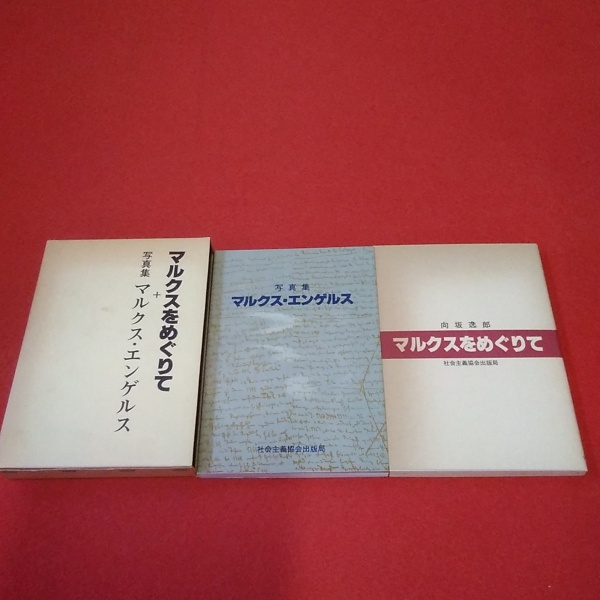 マルクスをめぐりて
+
写真集 マルクス・エンゲルス
写真集
マルクス・エンゲルス
社会主義協会出版局
向坂逸郎
マルクスをめぐりて
社会主義協会出版局